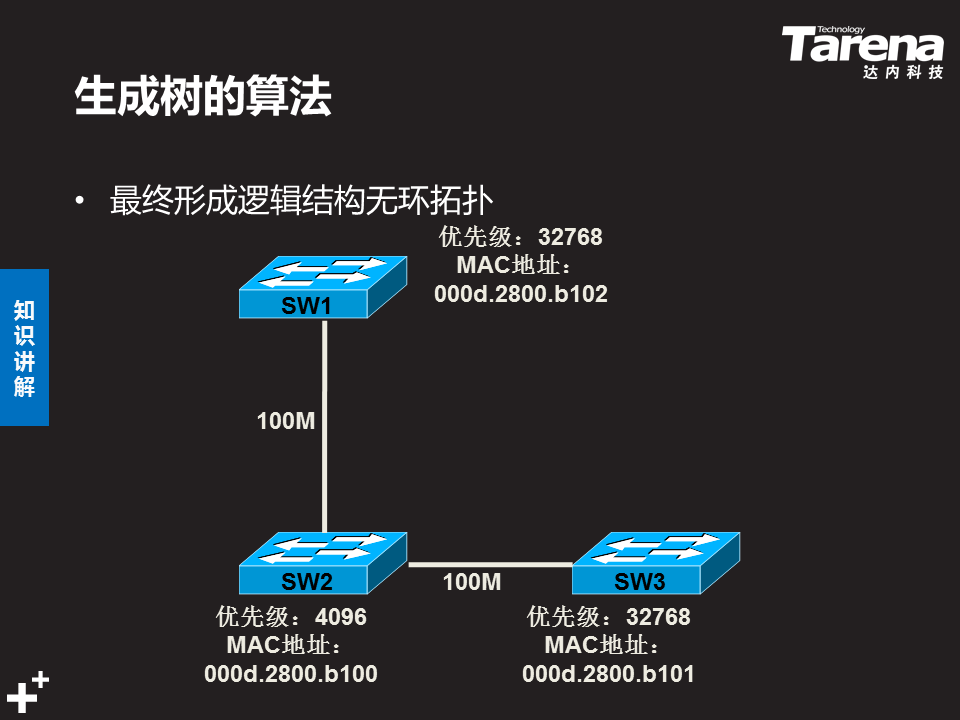 Technology
Tarena
达内科技
生成树的算法
• 最终形成逻辑结构无环拓扑
优先级：32768
MAC地址：
000d.2800.b102
SW1
知
识
讲
解
100M
SW2
100M
SW3
优先级：4096
MAC地址：
000d.2800.b100
优先级：32768
MAC地址：
000d.2800.b101